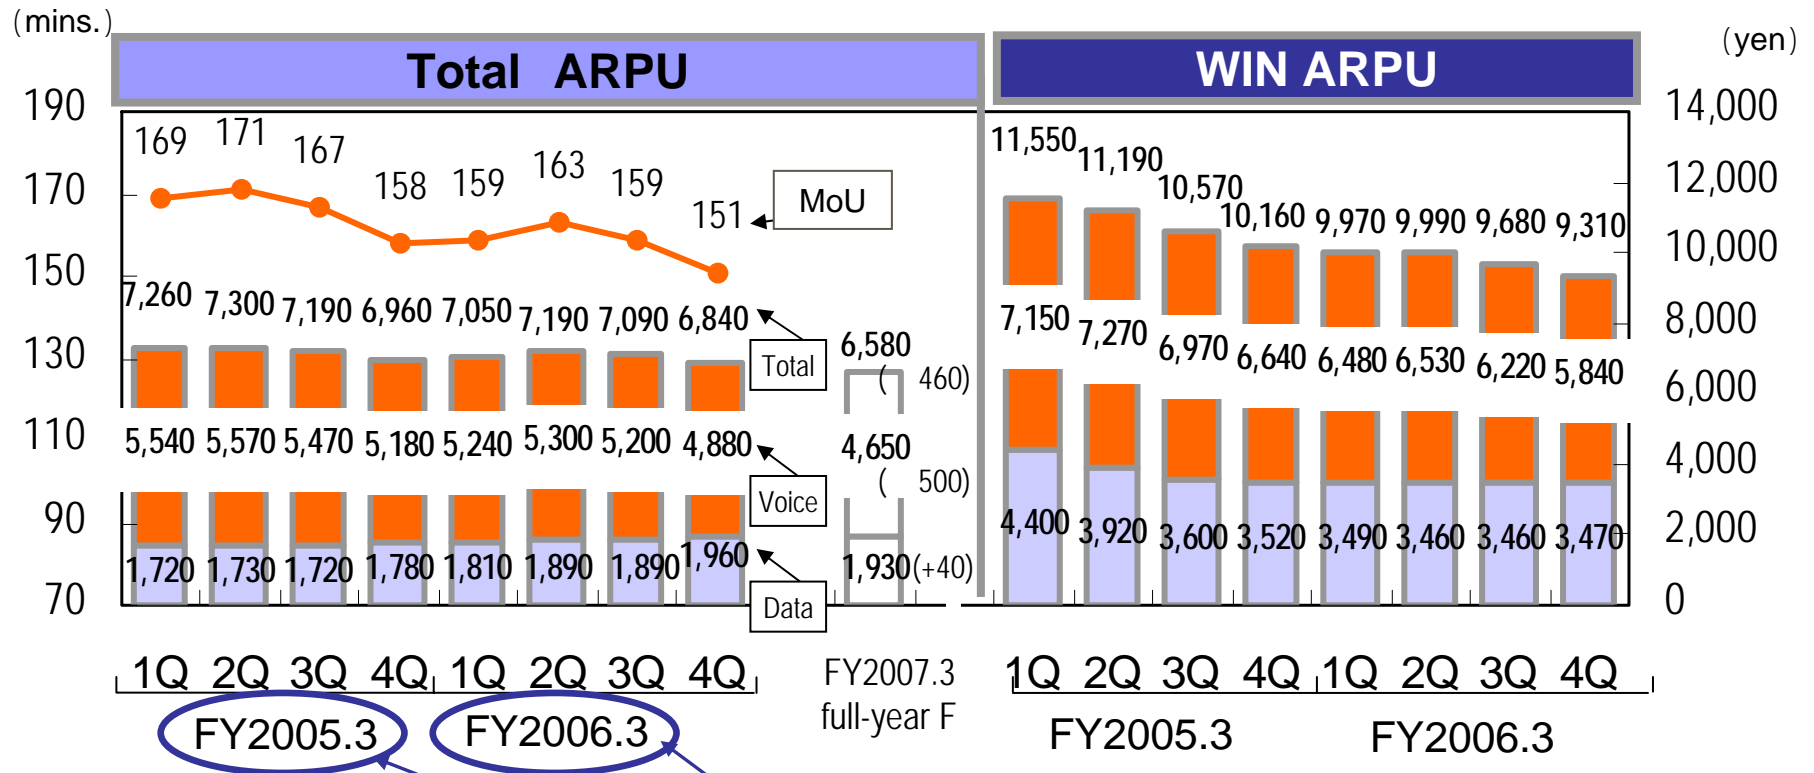 (mins.)
(yen)
Total ARPU
WIN ARPU
190
170
150
130
110
90
70
14,000
12,000
10,000
8,000
6,000
4,000
2,000
0
169 171 167 158 159 163 159 151
MoU
7,260 7,300 7,190 6,960 7,050 7,190 7,090 6,840
Total
6,580
( 460)
5,540 5,570 5,470 5,180 5,240 5,300 5,200 4,880
Voice
4,650
( 500)
1,720 1,730 1,720 1,780 1,810 1,890 1,890 1,960
Data
1,930 (+40)
11,550 11,190 10,570 10,160 9,970 9,990 9,680 9,310
7,150 7,270 6,970 6,640 6,480 6,530 6,220 5,840
4,400 3,920 3,600 3,520 3,490 3,460 3,460 3,470
1Q 2Q 3Q 4Q 1Q 2Q 3Q 4Q
FY2005.3 FY2006.3
FY2007.3
full-year F
1Q 2Q 3Q 4Q 1Q 2Q 3Q 4Q
FY2005.3 FY2006.3